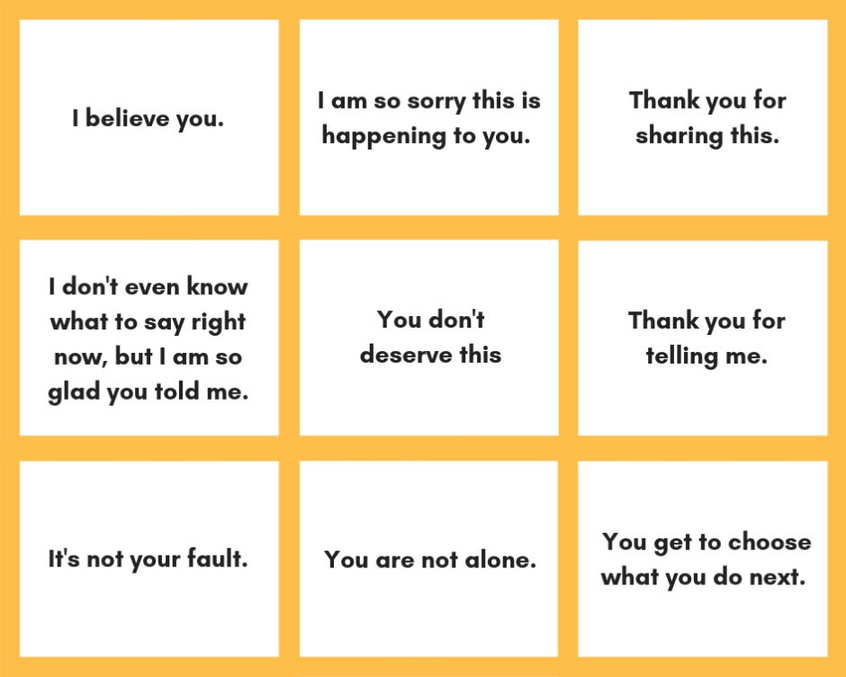 I believe you.
I am so sorry this is
happening to you.
Thank you for
sharing this.
I don't even know
what to say right
now, but I am so
glad you told me.
You don't
deserve this
Thank you for
telling me.
It's not your fault.
You are not alone.
You get to choose
what you do next.